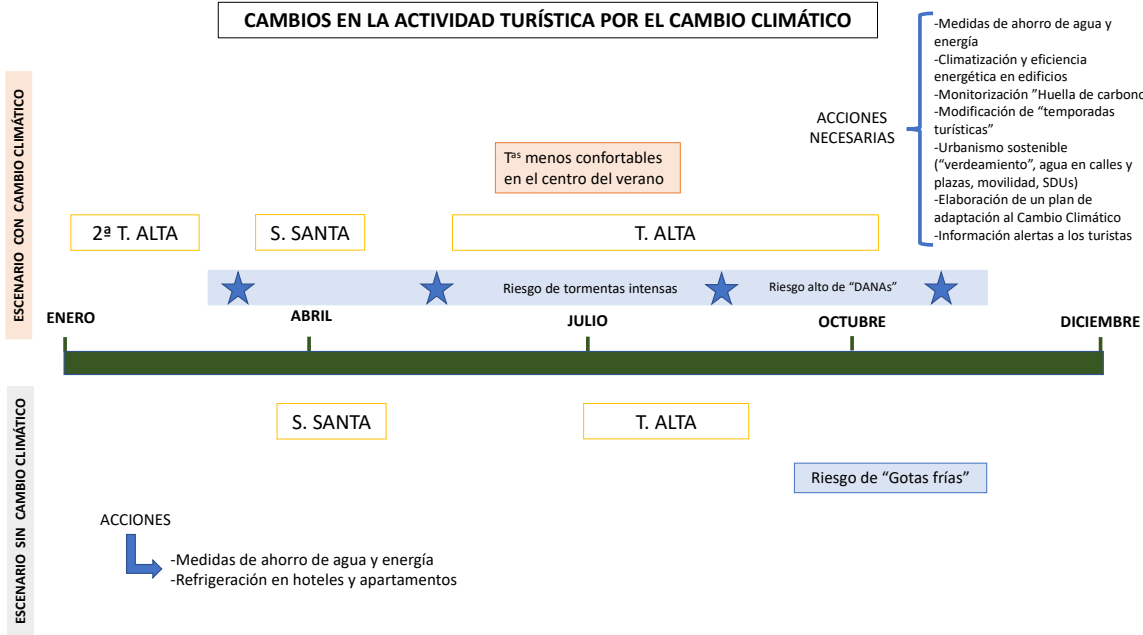 CAMBIOS EN LA ACTIVIDAD TURÍSTICA POR EL CAMBIO CLIMÁTICO
ESCENARIO CON CAMBIO CLIMÁTICO
ACCIONES
NECESARIAS
-Medidas de ahorro de agua y
energía
-Climatización y eficiencia
energética en edificios
-Monitorización ”Huella de carbono
-Modificación de “temporadas
turísticas”
-Urbanismo sostenible
(“verdeamiento”, agua en calles y
plazas, movilidad, SDUs)
-Elaboración de un plan de
adaptación al Cambio Climático
-Información alertas a los turistas
Tᵃˢ menos confortables
en el centro del verano
2ª T. ALTA
S. SANTA
T. ALTA
Riesgo de tormentas intensas
Riesgo alto de “DANAs”
ENERO
ABRIL
JULIO
OCTUBRE
DICIEMBRE
ESCENARIO SIN CAMBIO CLIMÁTICO
S. SANTA
T. ALTA
Riesgo de “Gotas frías”
ACCIONES
-Medidas de ahorro de agua y energía
-Refrigeración en hoteles y apartamentos